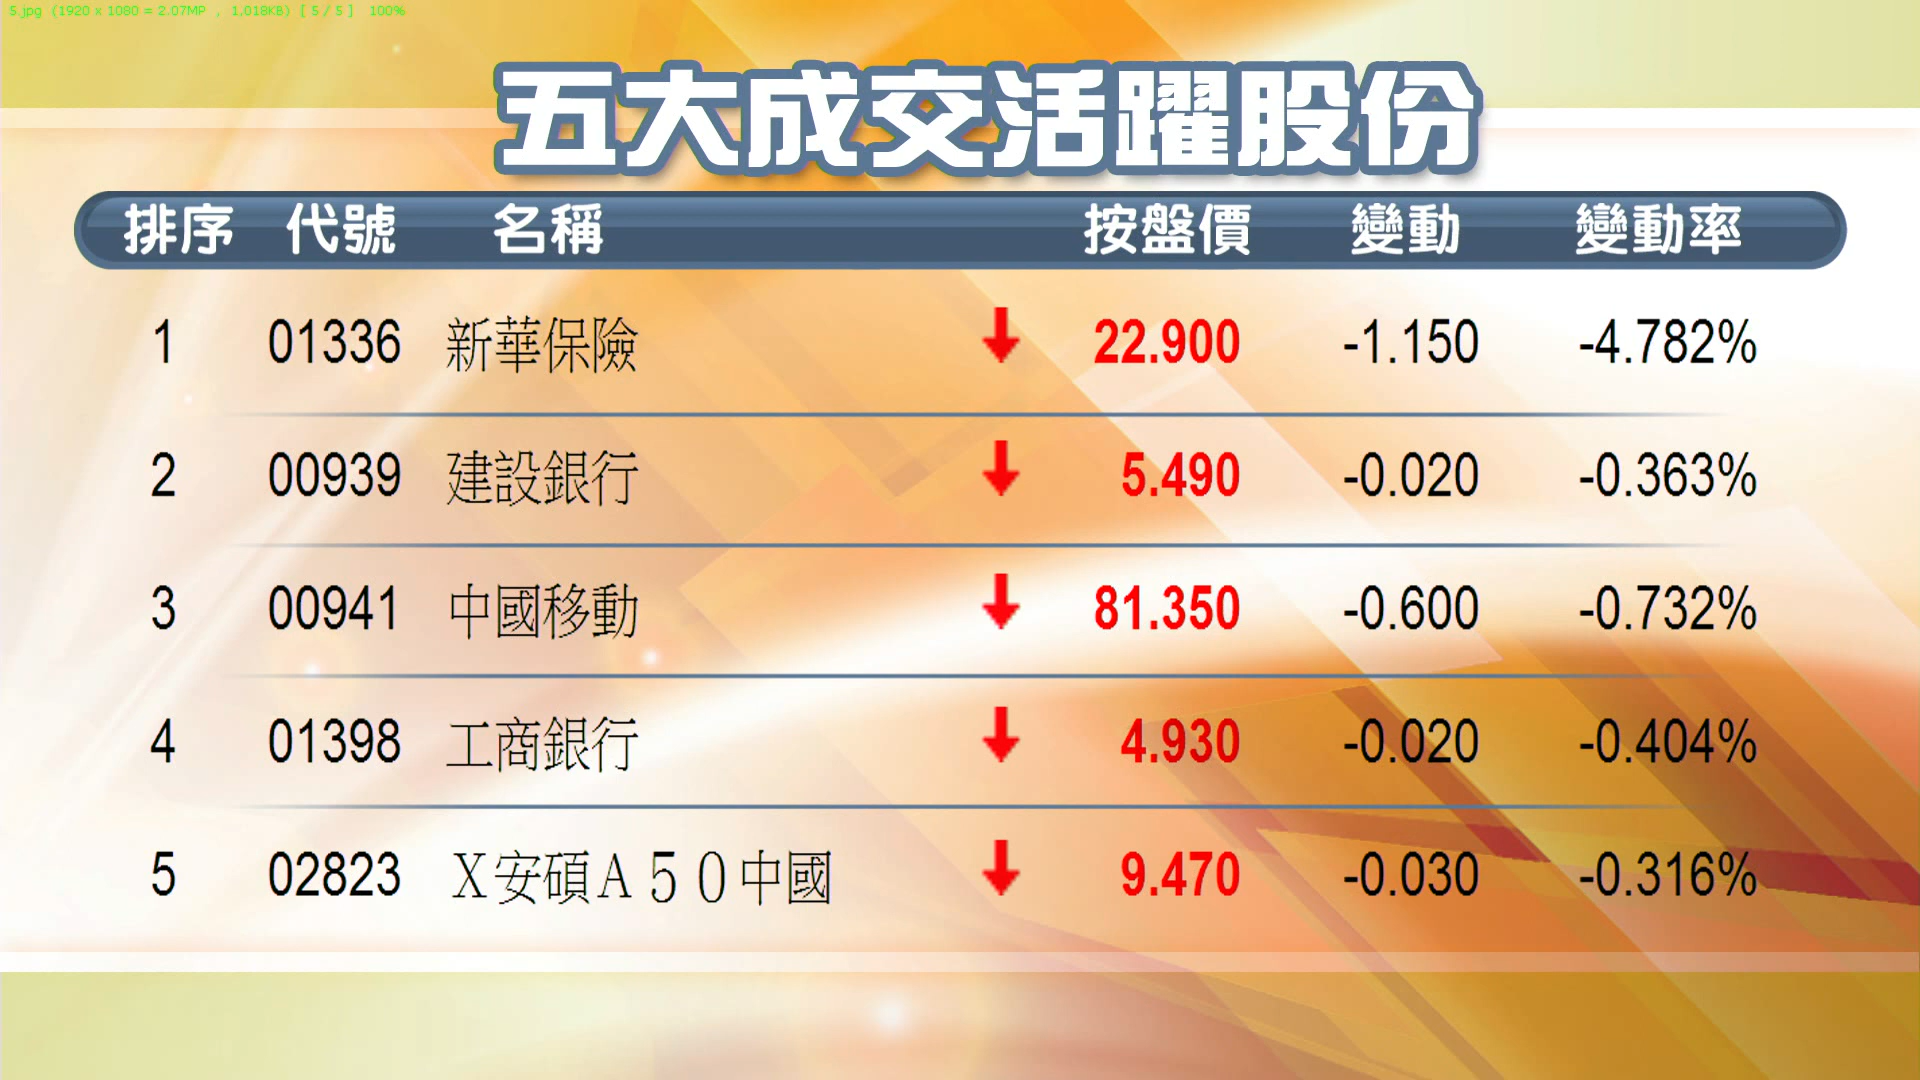 5.jpg (1920 x 1080 = 2.07MP , 1,018KB) [ 5 / 5 ] 100%
五大成交活躍股份
排序 代號 名稱 按盤價 變動 變動率
1 01336 新華保險 22.900 -1.150 -4.782%
2 00939 建設銀行 5.490 -0.020 -0.363%
3 00941 中國移動 81.350 -0.600 -0.732%
4 01398 工商銀行 4.930 -0.020 -0.404%
5 02823 X安碩A50中國 9.470 -0.030 -0.316%